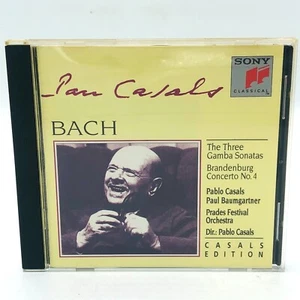 SONY
CLASSICAL
Pau Casals
BACH
The Three
Gamba Sonatas
Brandenburg
Concerto No. 4
Pablo Casals
Paul Baumgartner
Prades Festival
Orchestra
Dir.: Pablo Casals
CASALS
EDITION